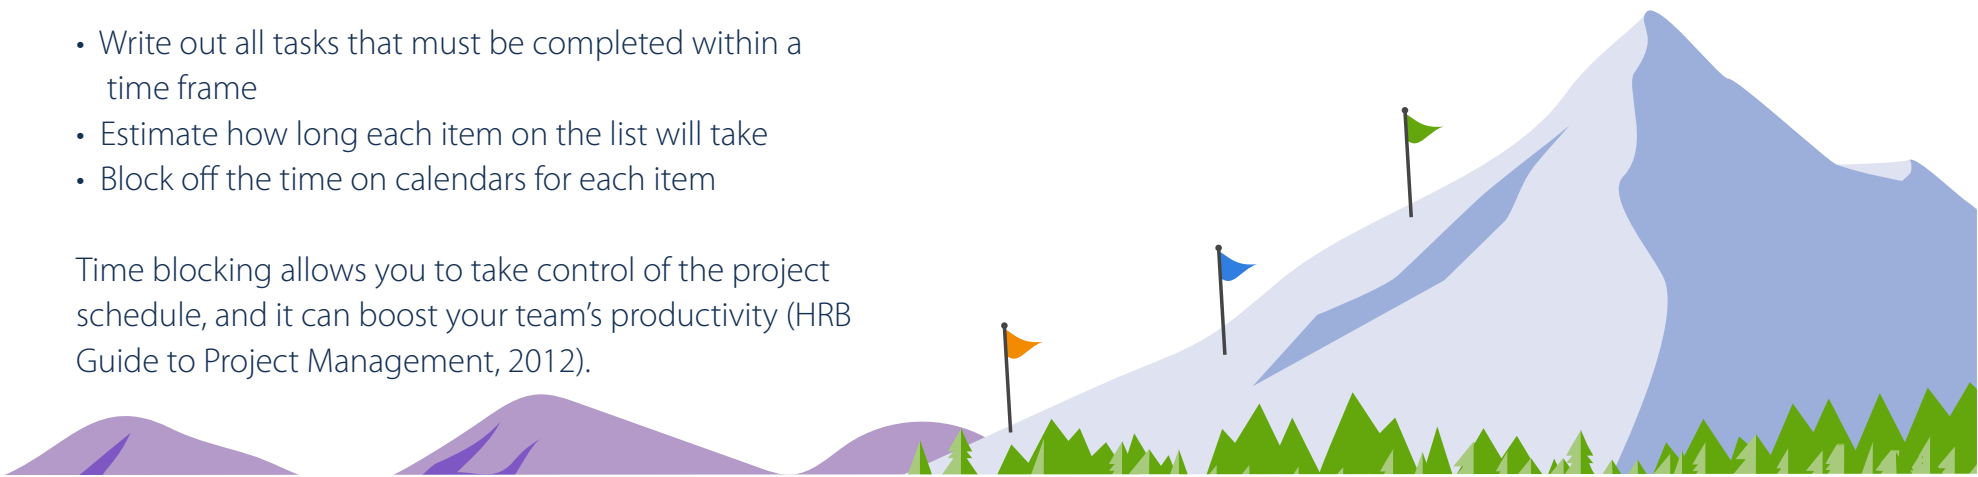 • Write out all tasks that must be completed within a
time frame
• Estimate how long each item on the list will take
• Block off the time on calendars for each item
Time blocking allows you to take control of the project
schedule, and it can boost your team’s productivity (HRB
Guide to Project Management, 2012).